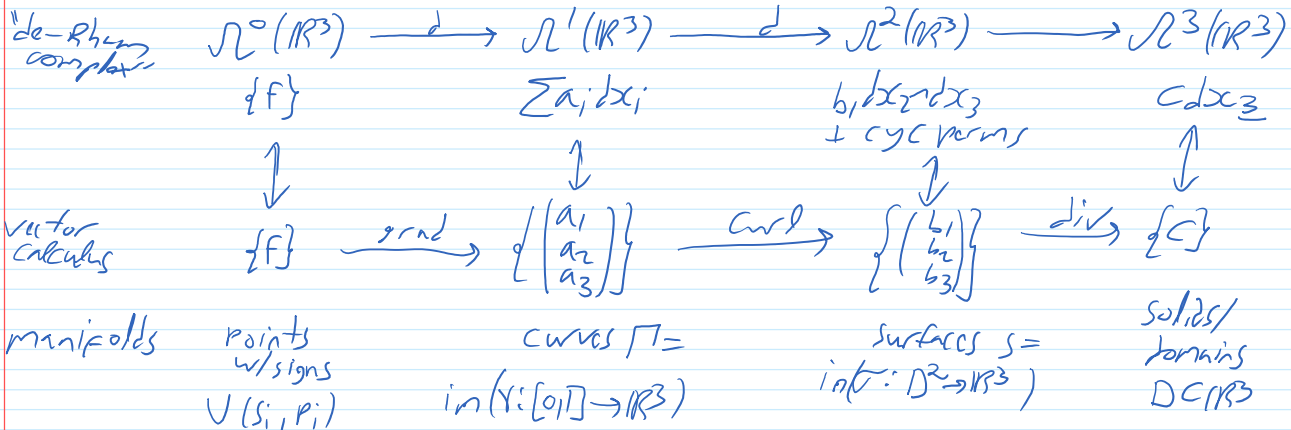 "de-Rham complex" Ω⁰(ℝ³) —d→ Ω¹(ℝ³) —d→ Ω²(ℝ³) ⟶ Ω³(ℝ³)
{f} Σaᵢdxᵢ b₁dx₂∧dx₃ Cdx₃
+ cyc perms
↕ ↕ ↕ ↕
vector calculus {f} —grad→ {(a₁ a₂ a₃)} —curl→ {(b₁ b₂ b₃)} —div→ {C}
manifolds points w/signs curves Γ= surfaces S= solids/domains
∪(Sᵢ, Pᵢ) im(γ: [0,1] → ℝ³) im(σ: D² → ℝ³) D⊂ℝ³